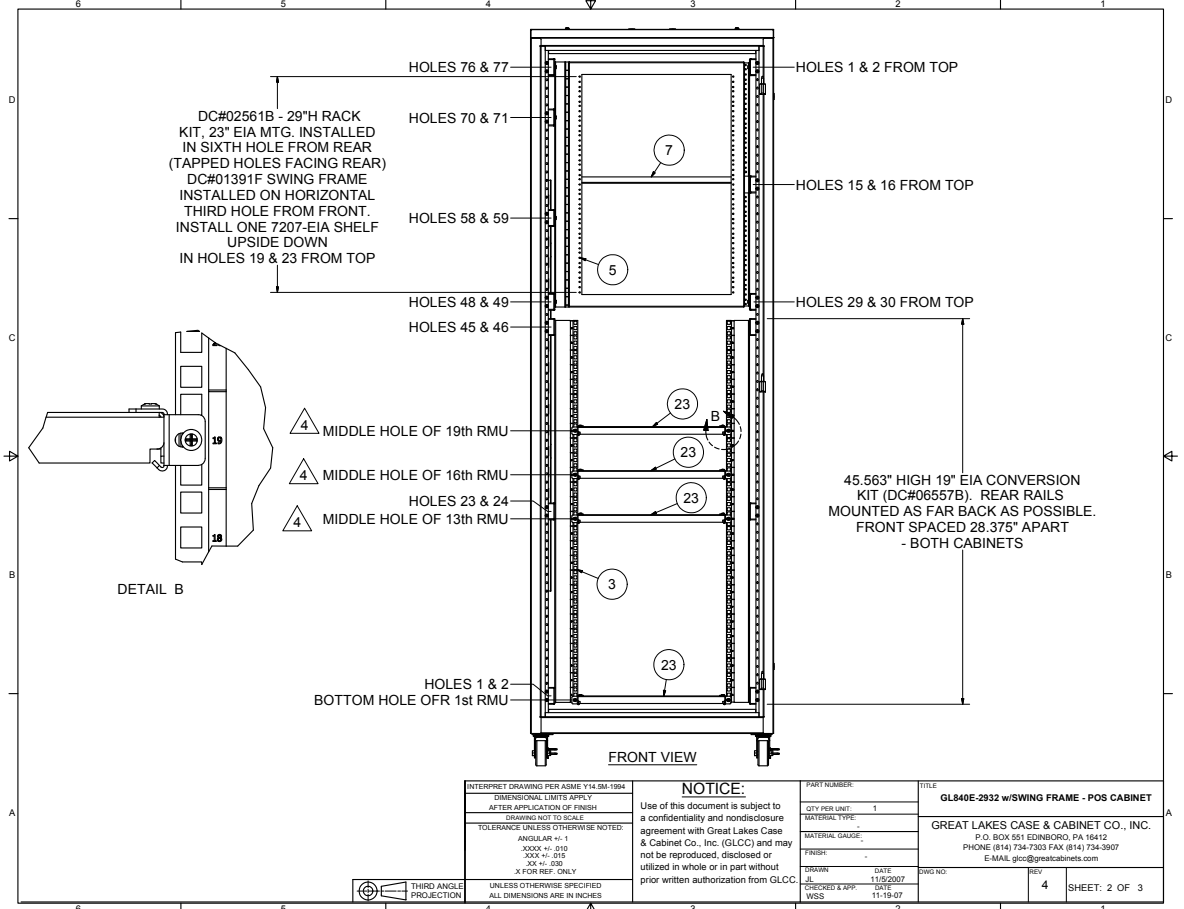 6 5 4 3 2 1
D
C
B
A
D
C
B
A
HOLES 76 & 77
HOLES 70 & 71
HOLES 58 & 59
HOLES 48 & 49
HOLES 45 & 46
DC#02561B - 29"H RACK
KIT, 23" EIA MTG. INSTALLED
IN SIXTH HOLE FROM REAR
(TAPPED HOLES FACING REAR)
DC#01391F SWING FRAME
INSTALLED ON HORIZONTAL
THIRD HOLE FROM FRONT.
INSTALL ONE 7207-EIA SHELF
UPSIDE DOWN
IN HOLES 19 & 23 FROM TOP
HOLES 1 & 2 FROM TOP
HOLES 15 & 16 FROM TOP
HOLES 29 & 30 FROM TOP
7
5
23
B
23
23
3
23
4 MIDDLE HOLE OF 19th RMU
4 MIDDLE HOLE OF 16th RMU
HOLES 23 & 24
4 MIDDLE HOLE OF 13th RMU
HOLES 1 & 2
BOTTOM HOLE OFR 1st RMU
19
18
DETAIL B
45.563" HIGH 19" EIA CONVERSION
KIT (DC#06557B). REAR RAILS
MOUNTED AS FAR BACK AS POSSIBLE.
FRONT SPACED 28.375" APART
- BOTH CABINETS
FRONT VIEW
INTERPRET DRAWING PER ASME Y14.5M-1994
DIMENSIONAL LIMITS APPLY
AFTER APPLICATION OF FINISH
DRAWING NOT TO SCALE
TOLERANCE UNLESS OTHERWISE NOTED:
ANGULAR +/- 1
.XXXX +/- .010
.XXX +/- .015
.XX +/- .030
.X FOR REF. ONLY
UNLESS OTHERWISE SPECIFIED
ALL DIMENSIONS ARE IN INCHES
THIRD ANGLE
PROJECTION
NOTICE:
Use of this document is subject to
a confidentiality and nondisclosure
agreement with Great Lakes Case
& Cabinet Co., Inc. (GLCC) and may
not be reproduced, disclosed or
utilized in whole or in part without
prior written authorization from GLCC.
PART NUMBER:
QTY PER UNIT: 1
MATERIAL TYPE: -
MATERIAL GAUGE: -
FINISH: -
DRAWN DATE
JL 11/5/2007
CHECKED & APP. DATE
WSS 11-19-07
TITLE
GL840E-2932 w/SWING FRAME - POS CABINET
GREAT LAKES CASE & CABINET CO., INC.
P.O. BOX 551 EDINBORO, PA 16412
PHONE (814) 734-7303 FAX (814) 734-3907
E-MAIL glcc@greatcabinets.com
DWG NO:
REV
4
SHEET: 2 OF 3
6 5 4 3 2 1